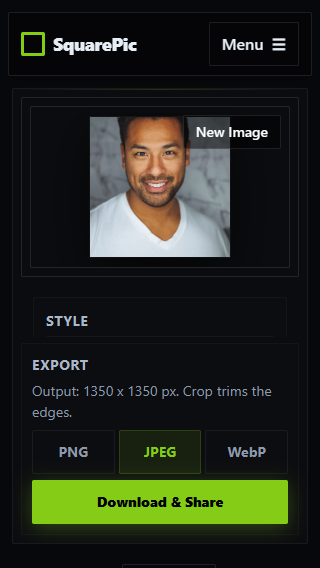 SquarePic
Menu ☰
New Image
STYLE
EXPORT
Output: 1350 x 1350 px. Crop trims the
edges.
PNG
JPEG
WebP
Download & Share